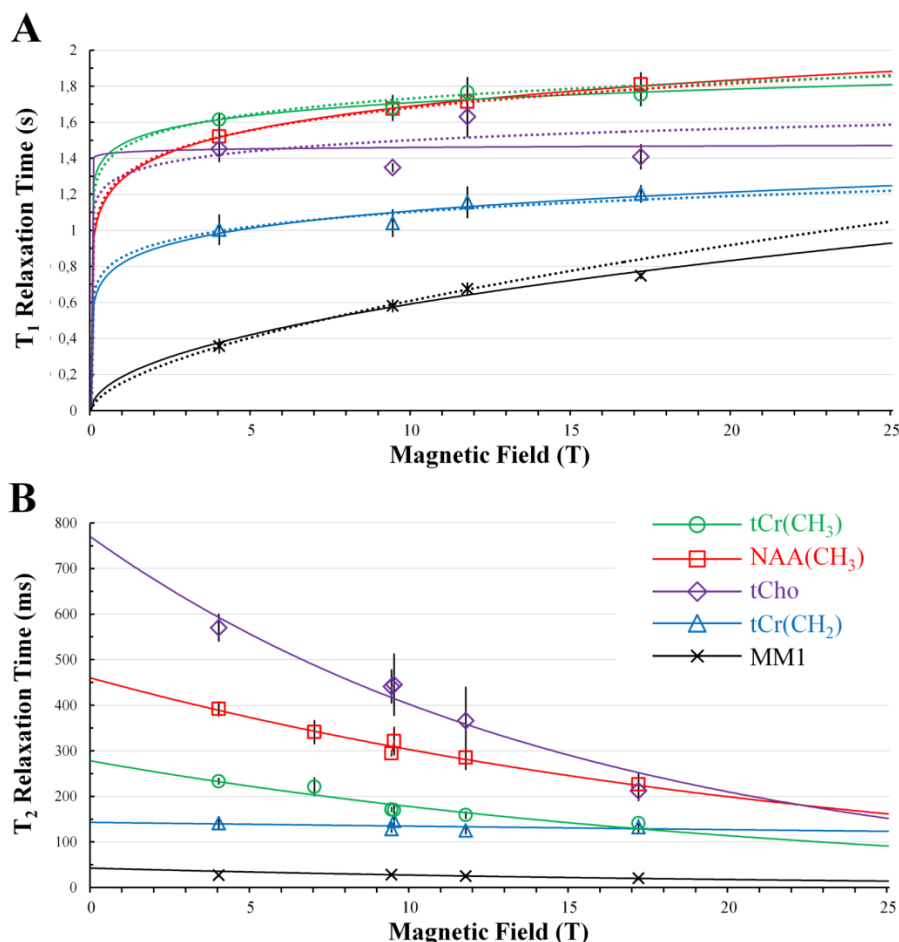 A
2
1,8
1,6
1,4
1,2
1
0,8
0,6
0,4
0,2
0
T₁ Relaxation Time (s)
0 5 10 15 20 25
Magnetic Field (T)
B
800
700
600
500
400
300
200
100
0
T₂ Relaxation Time (ms)
tCr(CH₃)
NAA(CH₃)
tCho
tCr(CH₂)
MM1
0 5 10 15 20 25
Magnetic Field (T)